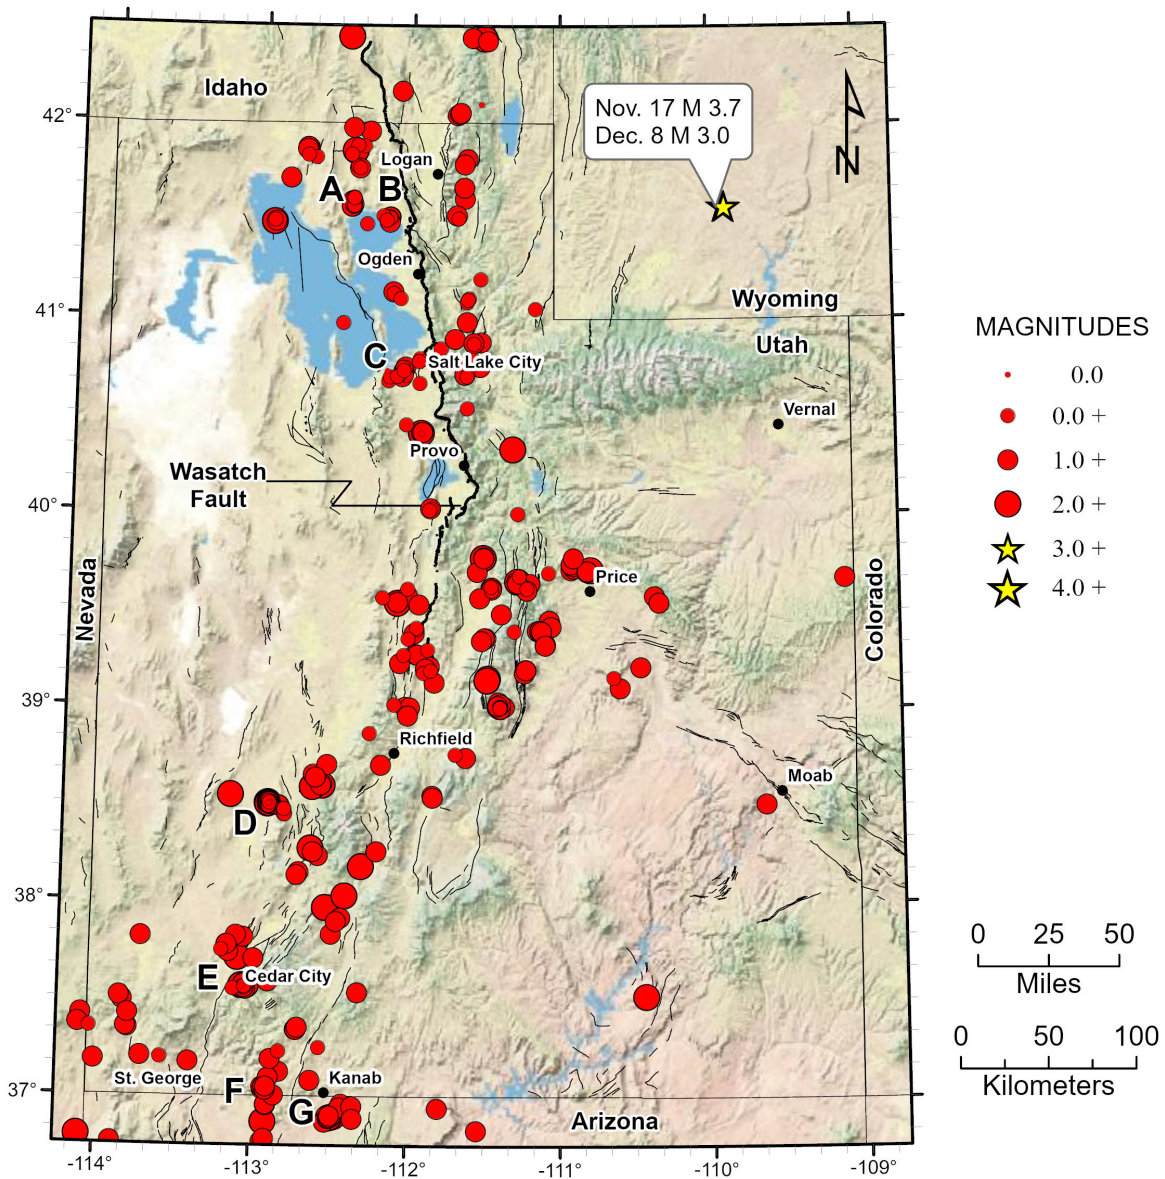 Idaho
42°
Nov. 17 M 3.7
Dec. 8 M 3.0
N
Logan
A
B
Ogden
41°
Wyoming
Utah
C
Salt Lake City
MAGNITUDES
0.0
0.0 +
1.0 +
2.0 +
3.0 +
4.0 +
Vernal
Provo
Wasatch
Fault
40°
Nevada
Price
Colorado
39°
Richfield
Moab
D
38°
E
Cedar City
0 25 50
Miles
0 50 100
Kilometers
St. George
37°
F
Kanab
G
Arizona
-114° -113° -112° -111° -110° -109°